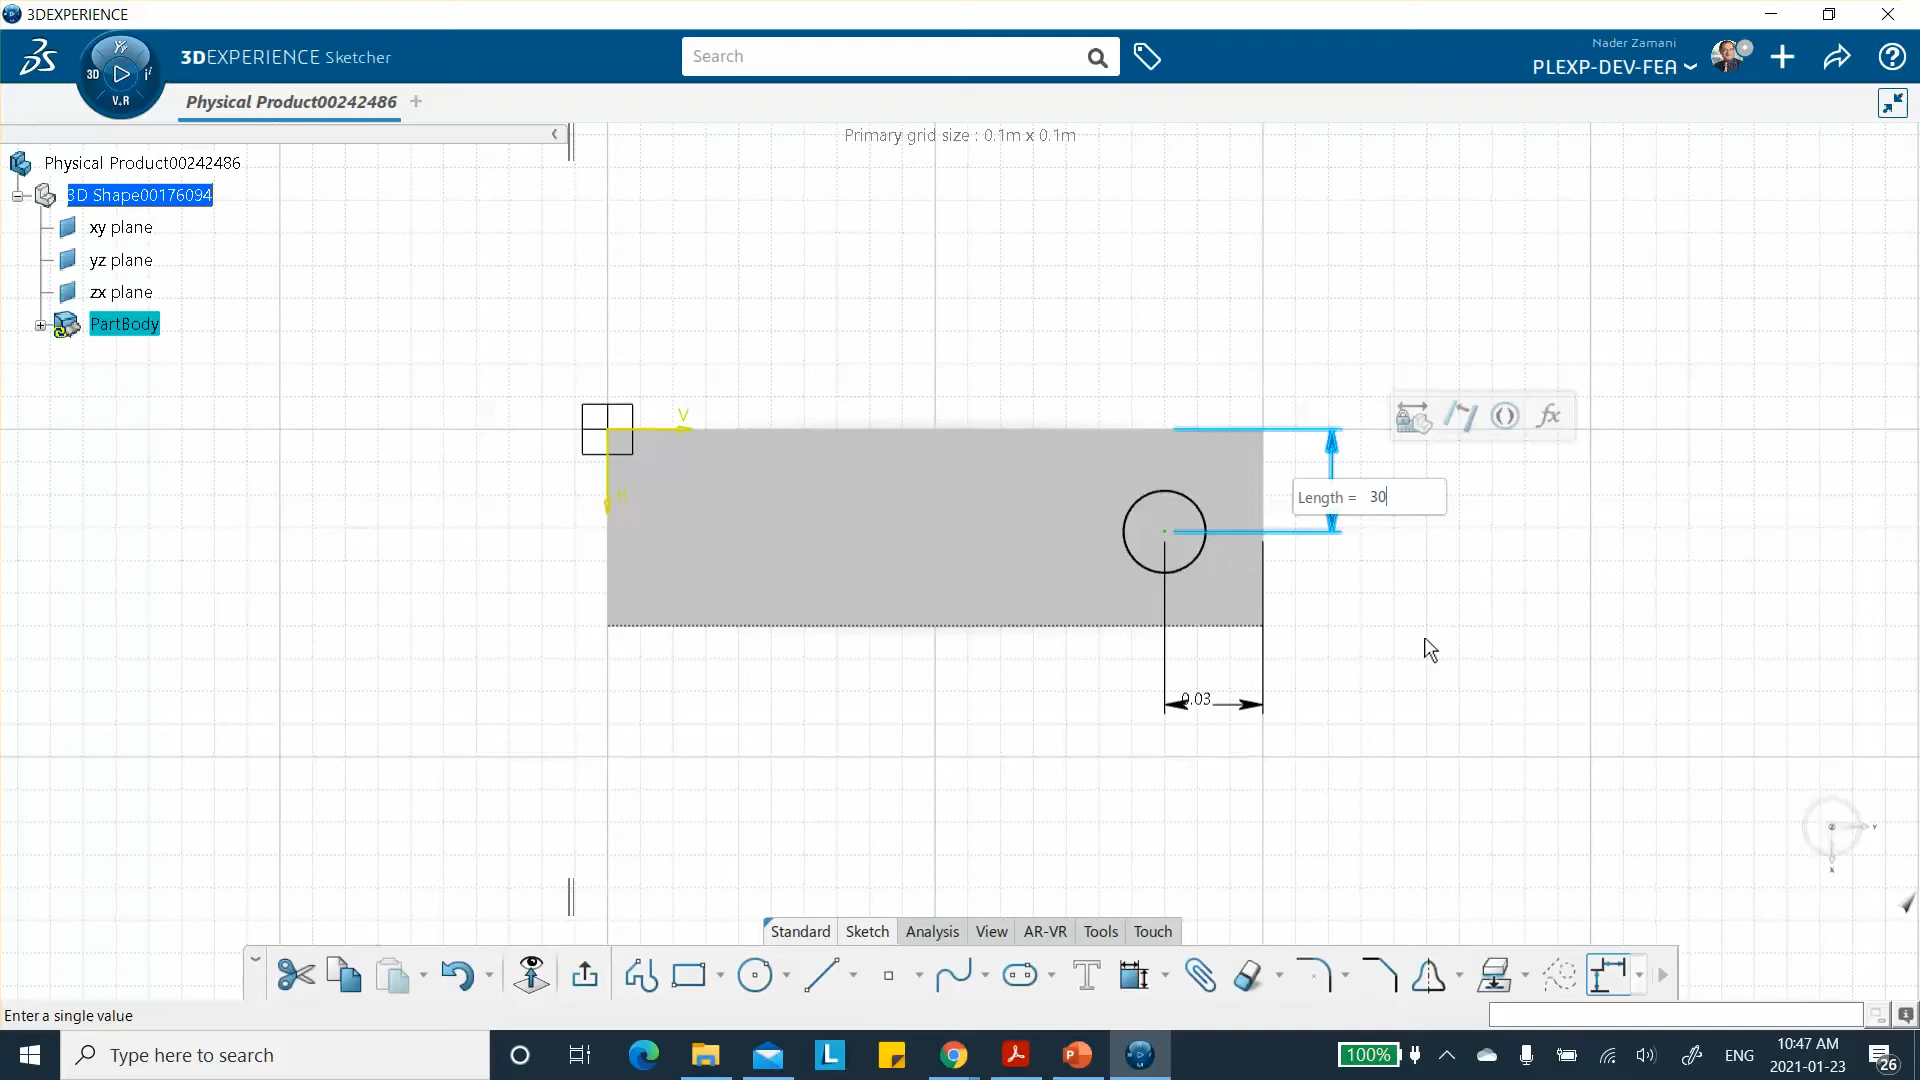 3DEXPERIENCE
3DEXPERIENCE Sketcher
Search
Nader Zamani
PLEXP-DEV-FEA
3D
V.R
Physical Product00242486
Primary grid size : 0.1m x 0.1m
Physical Product00242486
3D Shape00176094
xy plane
yz plane
zx plane
PartBody
V
H
fx
Length = 30
0.03
Y
X
Standard
Sketch
Analysis
View
AR-VR
Tools
Touch
Enter a single value
Type here to search
100%
ENG
10:47 AM
2021-01-23
26